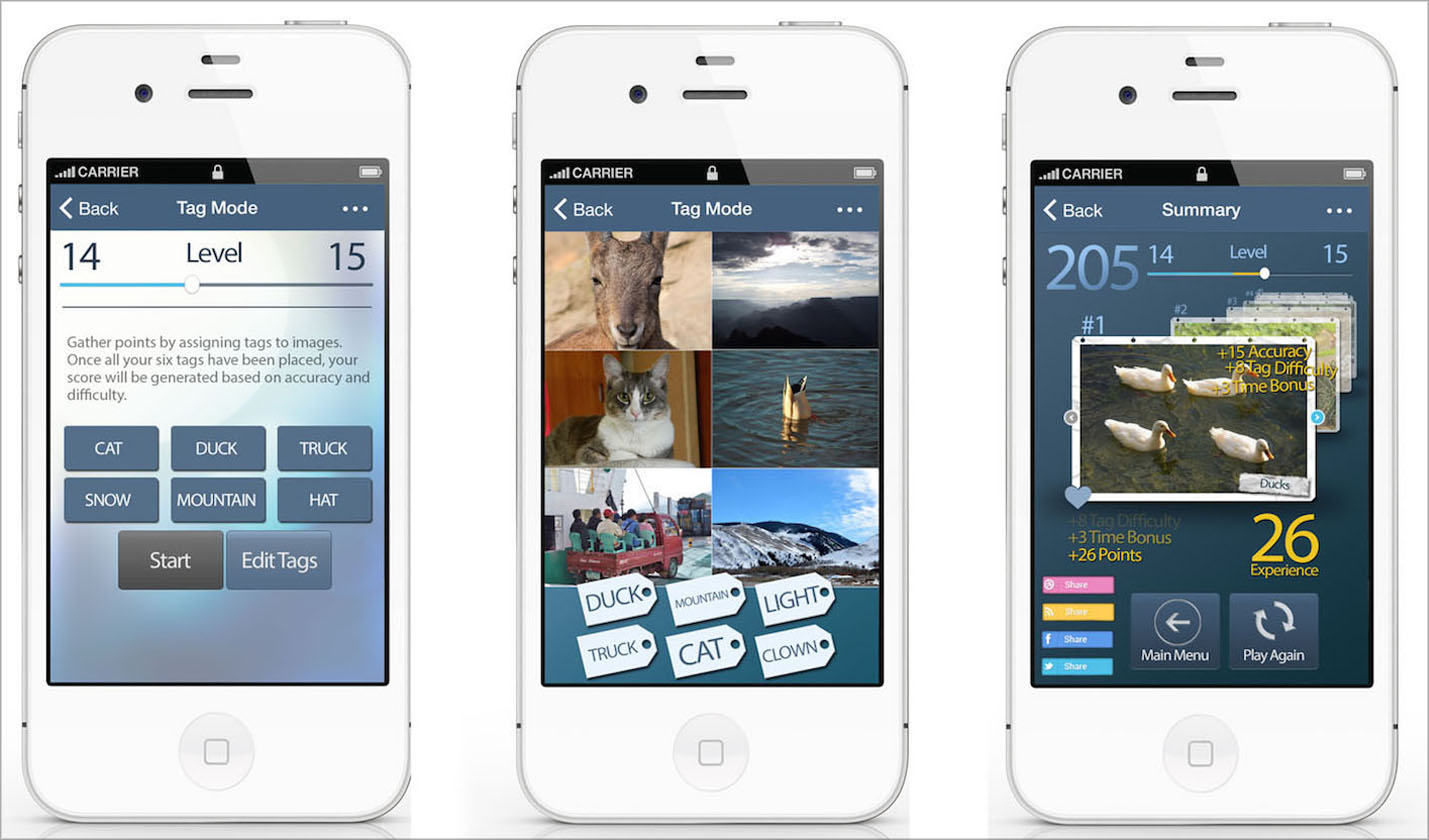 CARRIER
Back Tag Mode
14 Level 15
Gather points by assigning tags to images.
Once all your six tags have been placed, your
score will be generated based on accuracy and
difficulty.
CAT DUCK TRUCK
SNOW MOUNTAIN HAT
Start Edit Tags
CARRIER
Back Tag Mode
DUCK MOUNTAIN LIGHT
TRUCK CAT CLOWN
CARRIER
Back Summary
205 14 Level 15
#4
#3
#2
#1
+15 Accuracy
+8 Tag Difficulty
+3 Time Bonus
Ducks
+8 Tag Difficulty
+3 Time Bonus
+26 Points
26
Experience
Share
Share
Share
Share
Main Menu Play Again